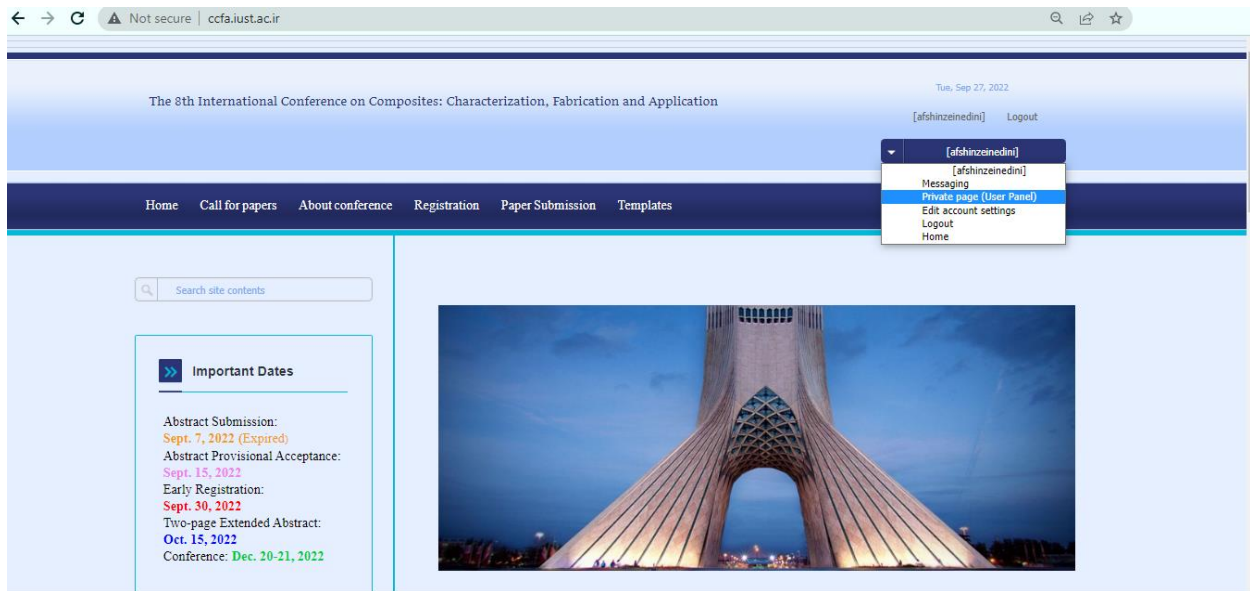 Not secure | ccfa.iust.ac.ir
The 8th International Conference on Composites: Characterization, Fabrication and Application
Tue, Sep 27, 2022
[afshinzeinedini] Logout
[afshinzeinedini]
[afshinzeinedini]
Messaging
Private page (User Panel)
Edit account settings
Logout
Home
Home Call for papers About conference Registration Paper Submission Templates
Search site contents
Important Dates
Abstract Submission:
Sept. 7, 2022 (Expired)
Abstract Provisional Acceptance:
Sept. 15, 2022
Early Registration:
Sept. 30, 2022
Two-page Extended Abstract:
Oct. 15, 2022
Conference: Dec. 20-21, 2022